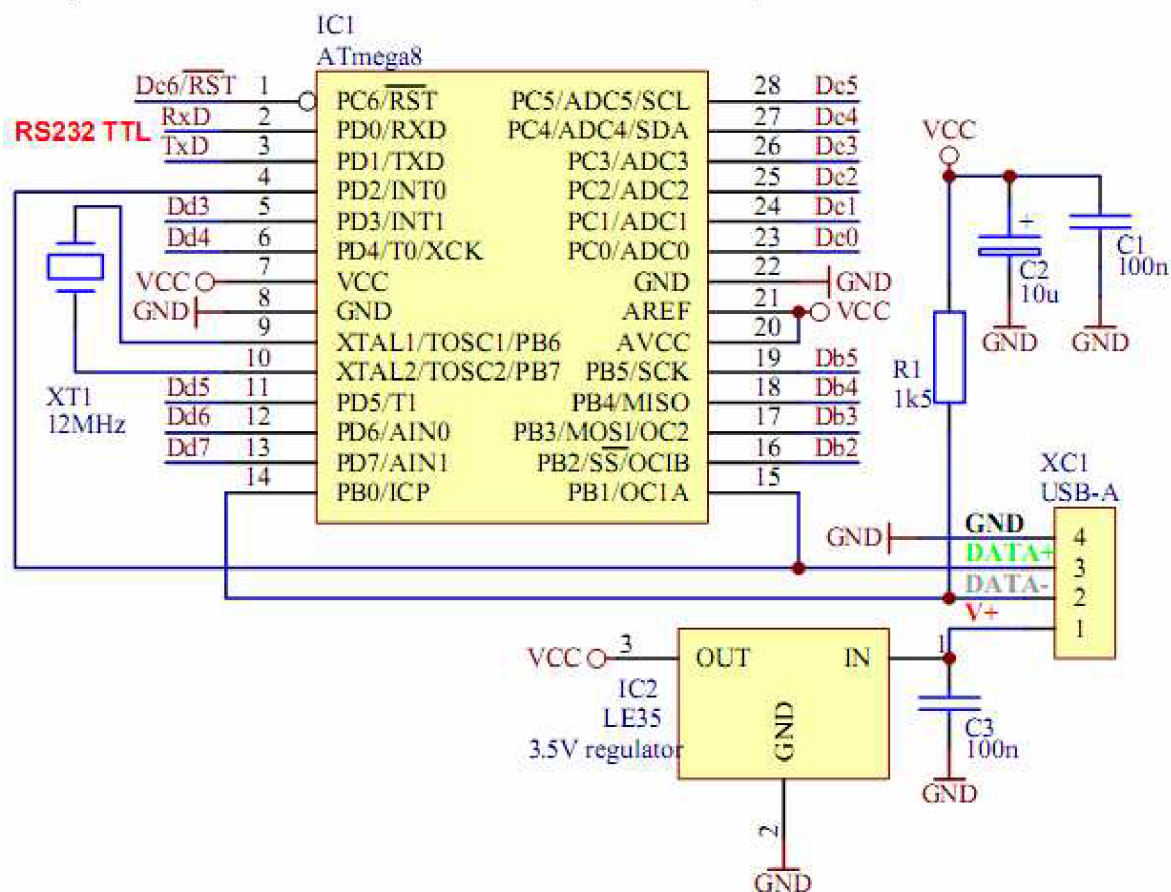 IC1
ATmega8
Dc6/RST 1 PC6/RST PC5/ADC5/SCL 28 Dc5
RS232 TTL
RxD 2 PD0/RXD PC4/ADC4/SDA 27 Dc4
TxD 3 PD1/TXD PC3/ADC3 26 Dc3
4 PD2/INT0 PC2/ADC2 25 Dc2
Dd3 5 PD3/INT1 PC1/ADC1 24 Dc1
Dd4 6 PD4/T0/XCK PC0/ADC0 23 Dc0
VCC 7 VCC GND 22 GND
GND 8 GND AREF 21 VCC
9 XTAL1/TOSC1/PB6 AVCC 20
10 XTAL2/TOSC2/PB7 PB5/SCK 19 Db5
Dd5 11 PD5/T1 PB4/MISO 18 Db4
Dd6 12 PD6/AIN0 PB3/MOSI/OC2 17 Db3
Dd7 13 PD7/AIN1 PB2/SS/OCIB 16 Db2
14 PB0/ICP PB1/OC1A 15
XT1
12MHz
VCC
+
C2
10u
GND
C1
100n
GND
R1
1k5
XC1
USB-A
GND GND 4
DATA+ 3
DATA- 2
V+ 1
VCC 3 OUT IN 1
GND
IC2
LE35
3.5V regulator
2
GND
C3
100n
GND